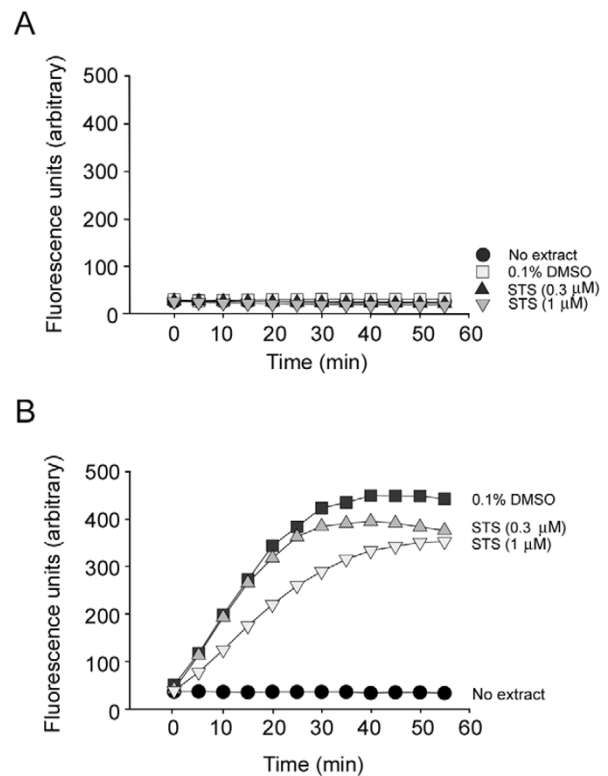 A
Fluorescence units (arbitrary)
500
400
300
200
100
0
No extract
0.1% DMSO
STS (0.3 µM)
STS (1 µM)
0 10 20 30 40 50 60
Time (min)
B
Fluorescence units (arbitrary)
500
400
300
200
100
0
0.1% DMSO
STS (0.3 µM)
STS (1 µM)
No extract
0 10 20 30 40 50 60
Time (min)